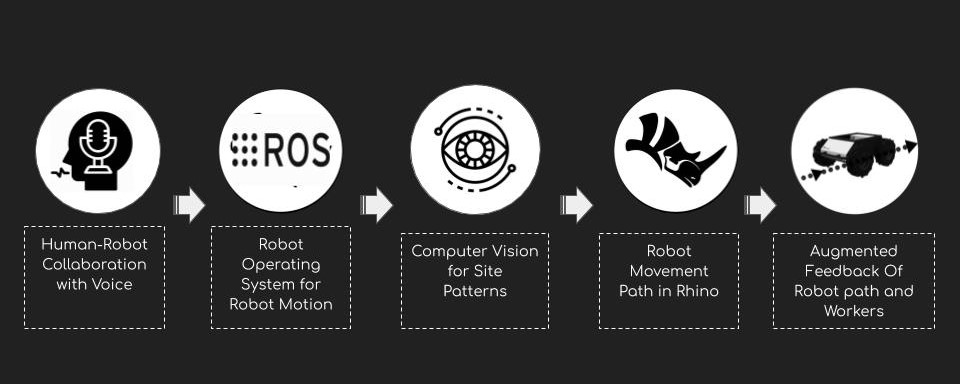 ROS
Human-Robot
Collaboration
with Voice
Robot
Operating
System for
Robot Motion
Computer Vision
for Site
Patterns
Robot
Movement
Path in Rhino
Augmented
Feedback Of
Robot path and
Workers